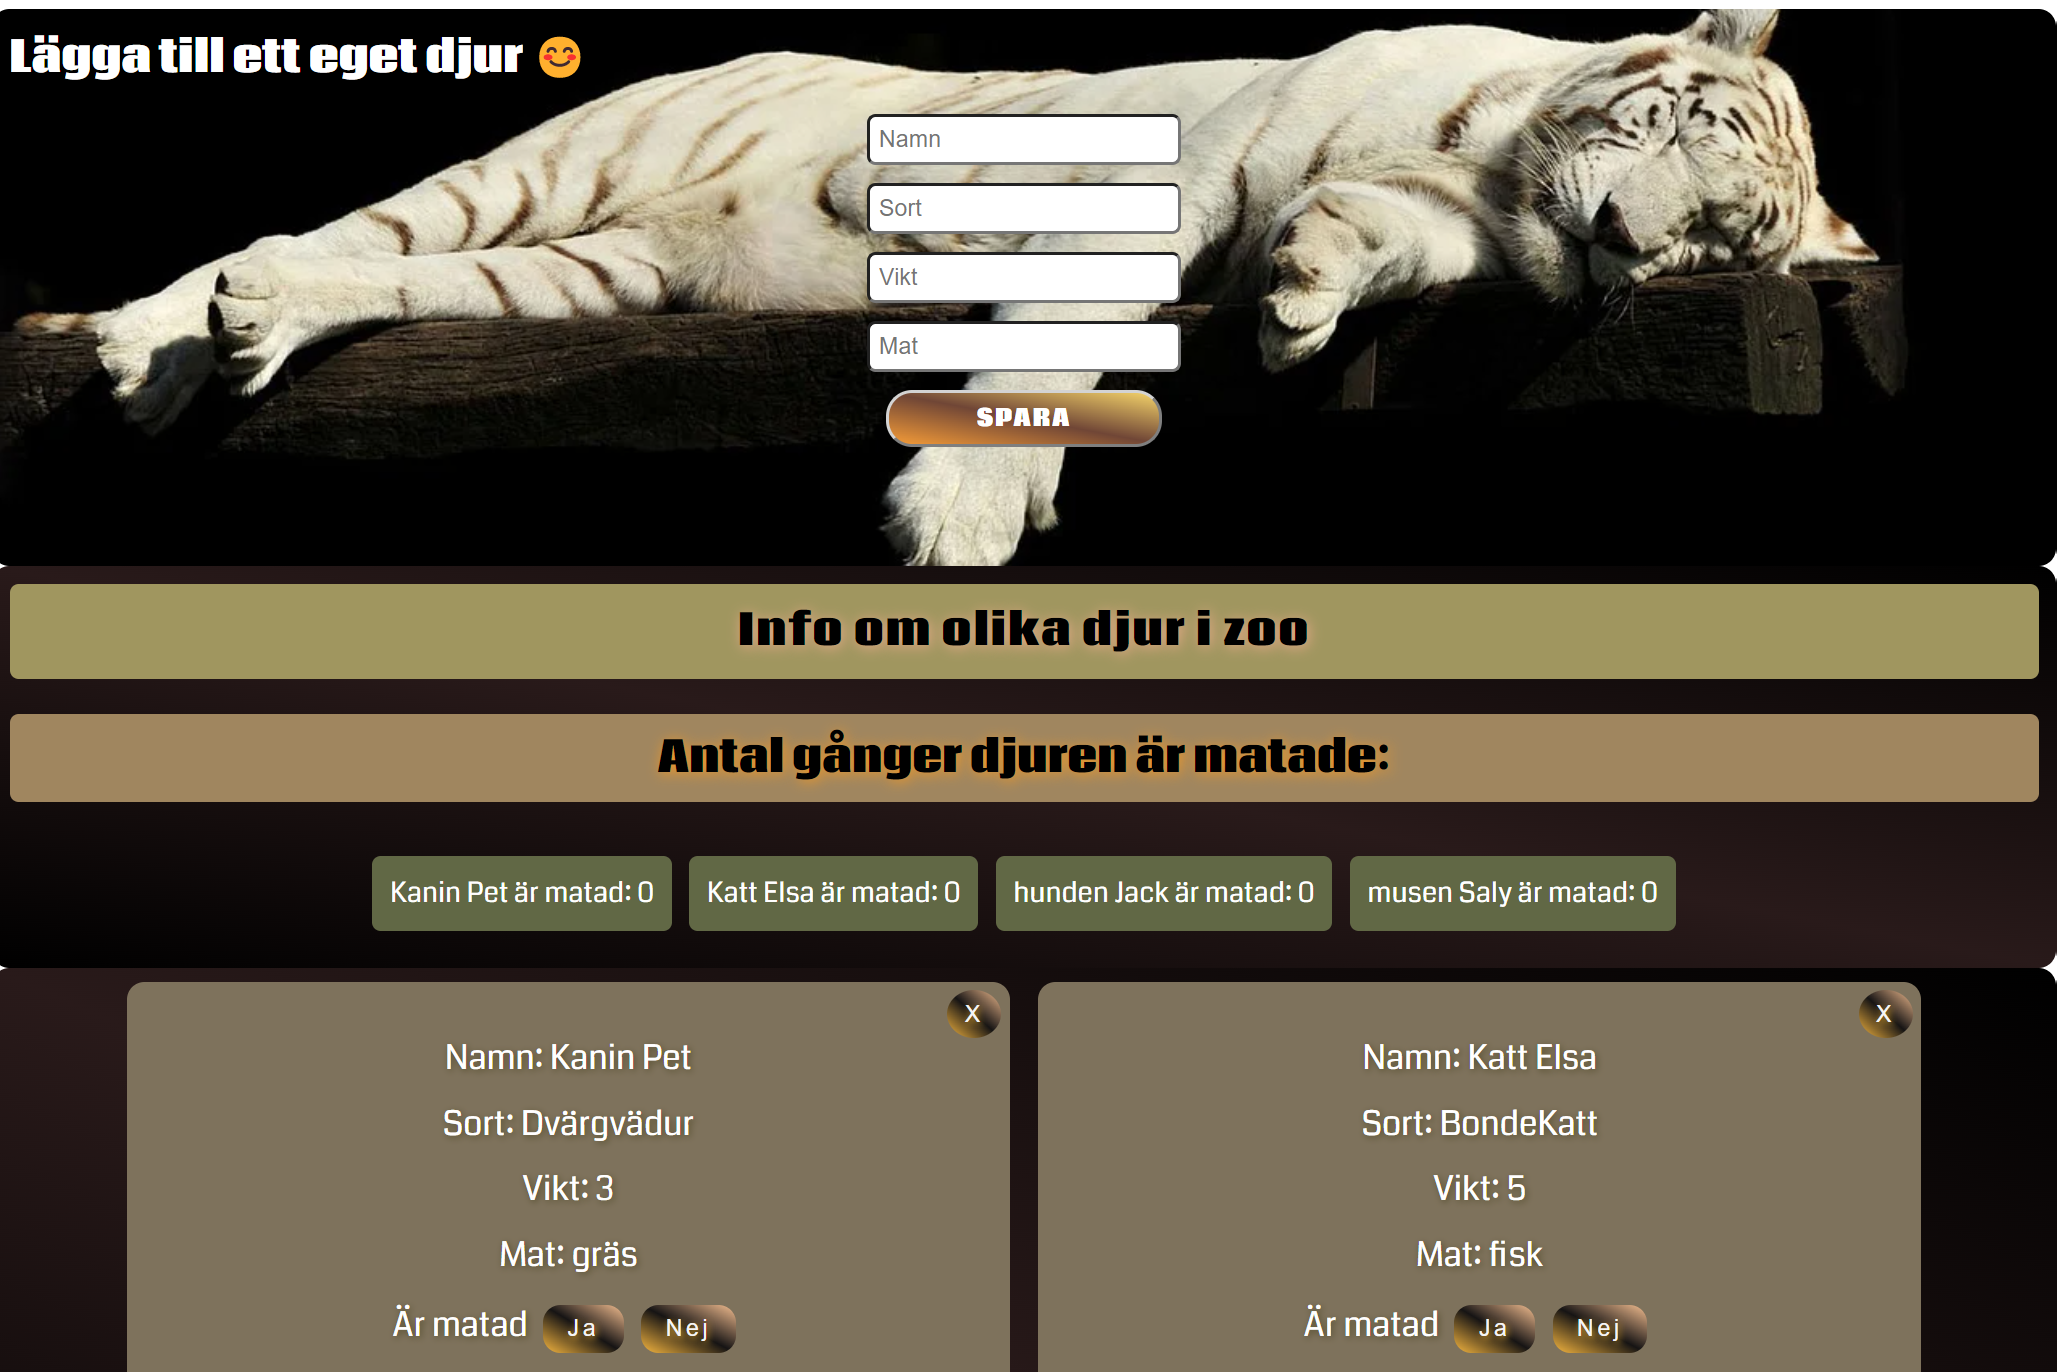 Lägga till ett eget djur 😊
Namn
Sort
Vikt
Mat
SPARA
Info om olika djur i zoo
Antal gånger djuren är matade:
Kanin Pet är matad: 0
Katt Elsa är matad: 0
hunden Jack är matad: 0
musen Saly är matad: 0
X
Namn: Kanin Pet
Sort: Dvärgvädur
Vikt: 3
Mat: gräs
Är matad Ja Nej
X
Namn: Katt Elsa
Sort: BondeKatt
Vikt: 5
Mat: fisk
Är matad Ja Nej